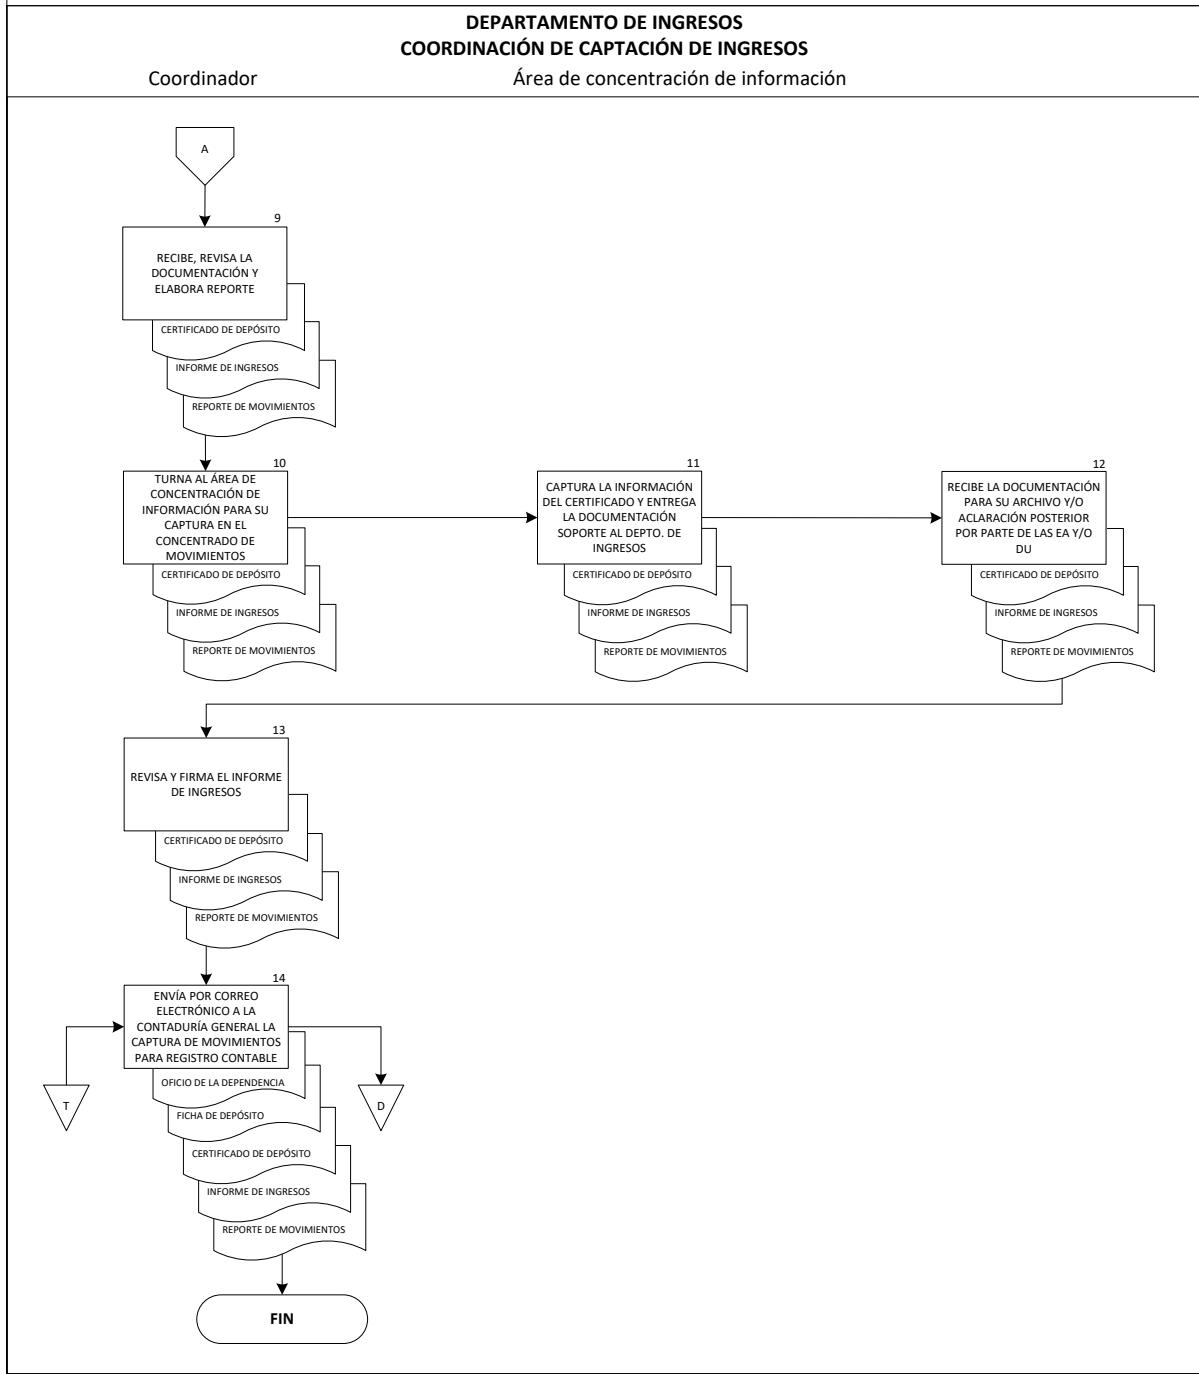 DEPARTAMENTO DE INGRESOS
COORDINACIÓN DE CAPTACIÓN DE INGRESOS
Coordinador
Área de concentración de información
A
9
RECIBE, REVISA LA
DOCUMENTACIÓN Y
ELABORA REPORTE
CERTIFICADO DE DEPÓSITO
INFORME DE INGRESOS
REPORTE DE MOVIMIENTOS
10
TURNA AL ÁREA DE
CONCENTRACIÓN DE
INFORMACIÓN PARA SU
CAPTURA EN EL
CONCENTRADO DE
MOVIMIENTOS
CERTIFICADO DE DEPÓSITO
INFORME DE INGRESOS
REPORTE DE MOVIMIENTOS
11
CAPTURA LA INFORMACIÓN
DEL CERTIFICADO Y ENTREGA
LA DOCUMENTACIÓN
SOPORTE AL DEPTO. DE
INGRESOS
CERTIFICADO DE DEPÓSITO
INFORME DE INGRESOS
REPORTE DE MOVIMIENTOS
12
RECIBE LA DOCUMENTACIÓN
PARA SU ARCHIVO Y/O
ACLARACIÓN POSTERIOR
POR PARTE DE LAS EA Y/O
DU
CERTIFICADO DE DEPÓSITO
INFORME DE INGRESOS
REPORTE DE MOVIMIENTOS
13
REVISA Y FIRMA EL INFORME
DE INGRESOS
CERTIFICADO DE DEPÓSITO
INFORME DE INGRESOS
REPORTE DE MOVIMIENTOS
14
ENVÍA POR CORREO
ELECTRÓNICO A LA
CONTADURÍA GENERAL LA
CAPTURA DE MOVIMIENTOS
PARA REGISTRO CONTABLE
T
D
OFICIO DE LA DEPENDENCIA
FICHA DE DEPÓSITO
CERTIFICADO DE DEPÓSITO
INFORME DE INGRESOS
REPORTE DE MOVIMIENTOS
FIN